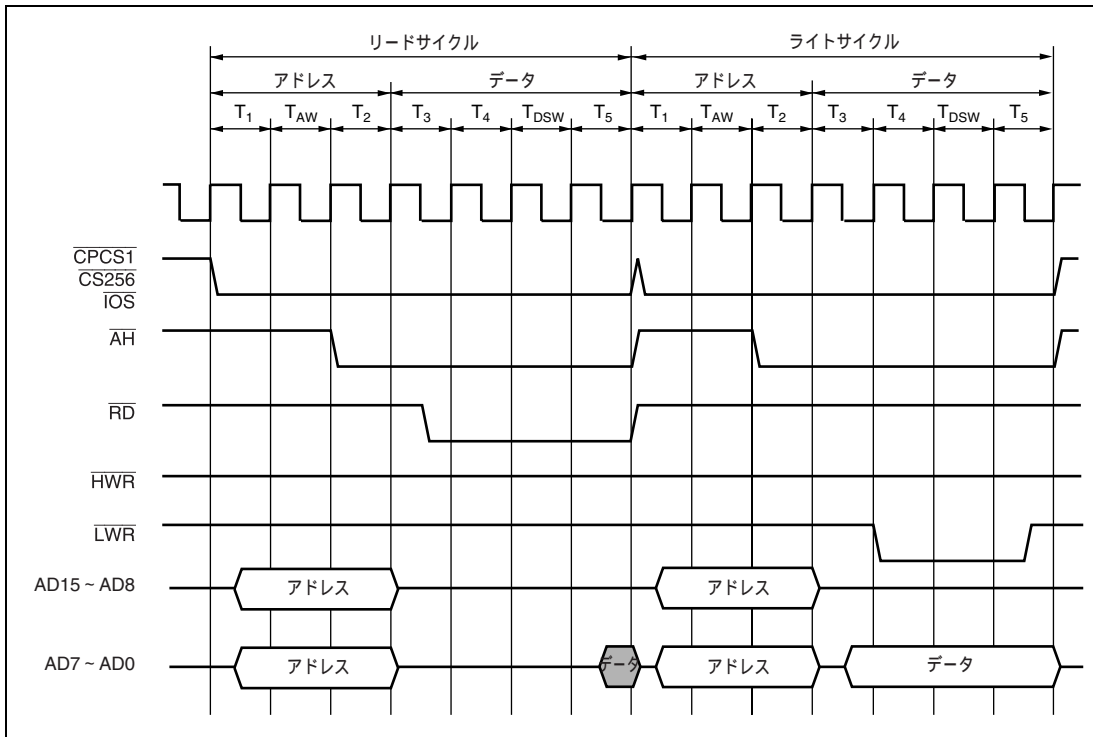 リードサイクル ライトサイクル
アドレス データ アドレス データ
T1 TAW T2 T3 T4 TDSW T5 T1 TAW T2 T3 T4 TDSW T5
CPCS1
CS256
IOS
AH
RD
HWR
LWR
AD15 ~ AD8 アドレス アドレス
AD7 ~ AD0 アドレス データ アドレス データ